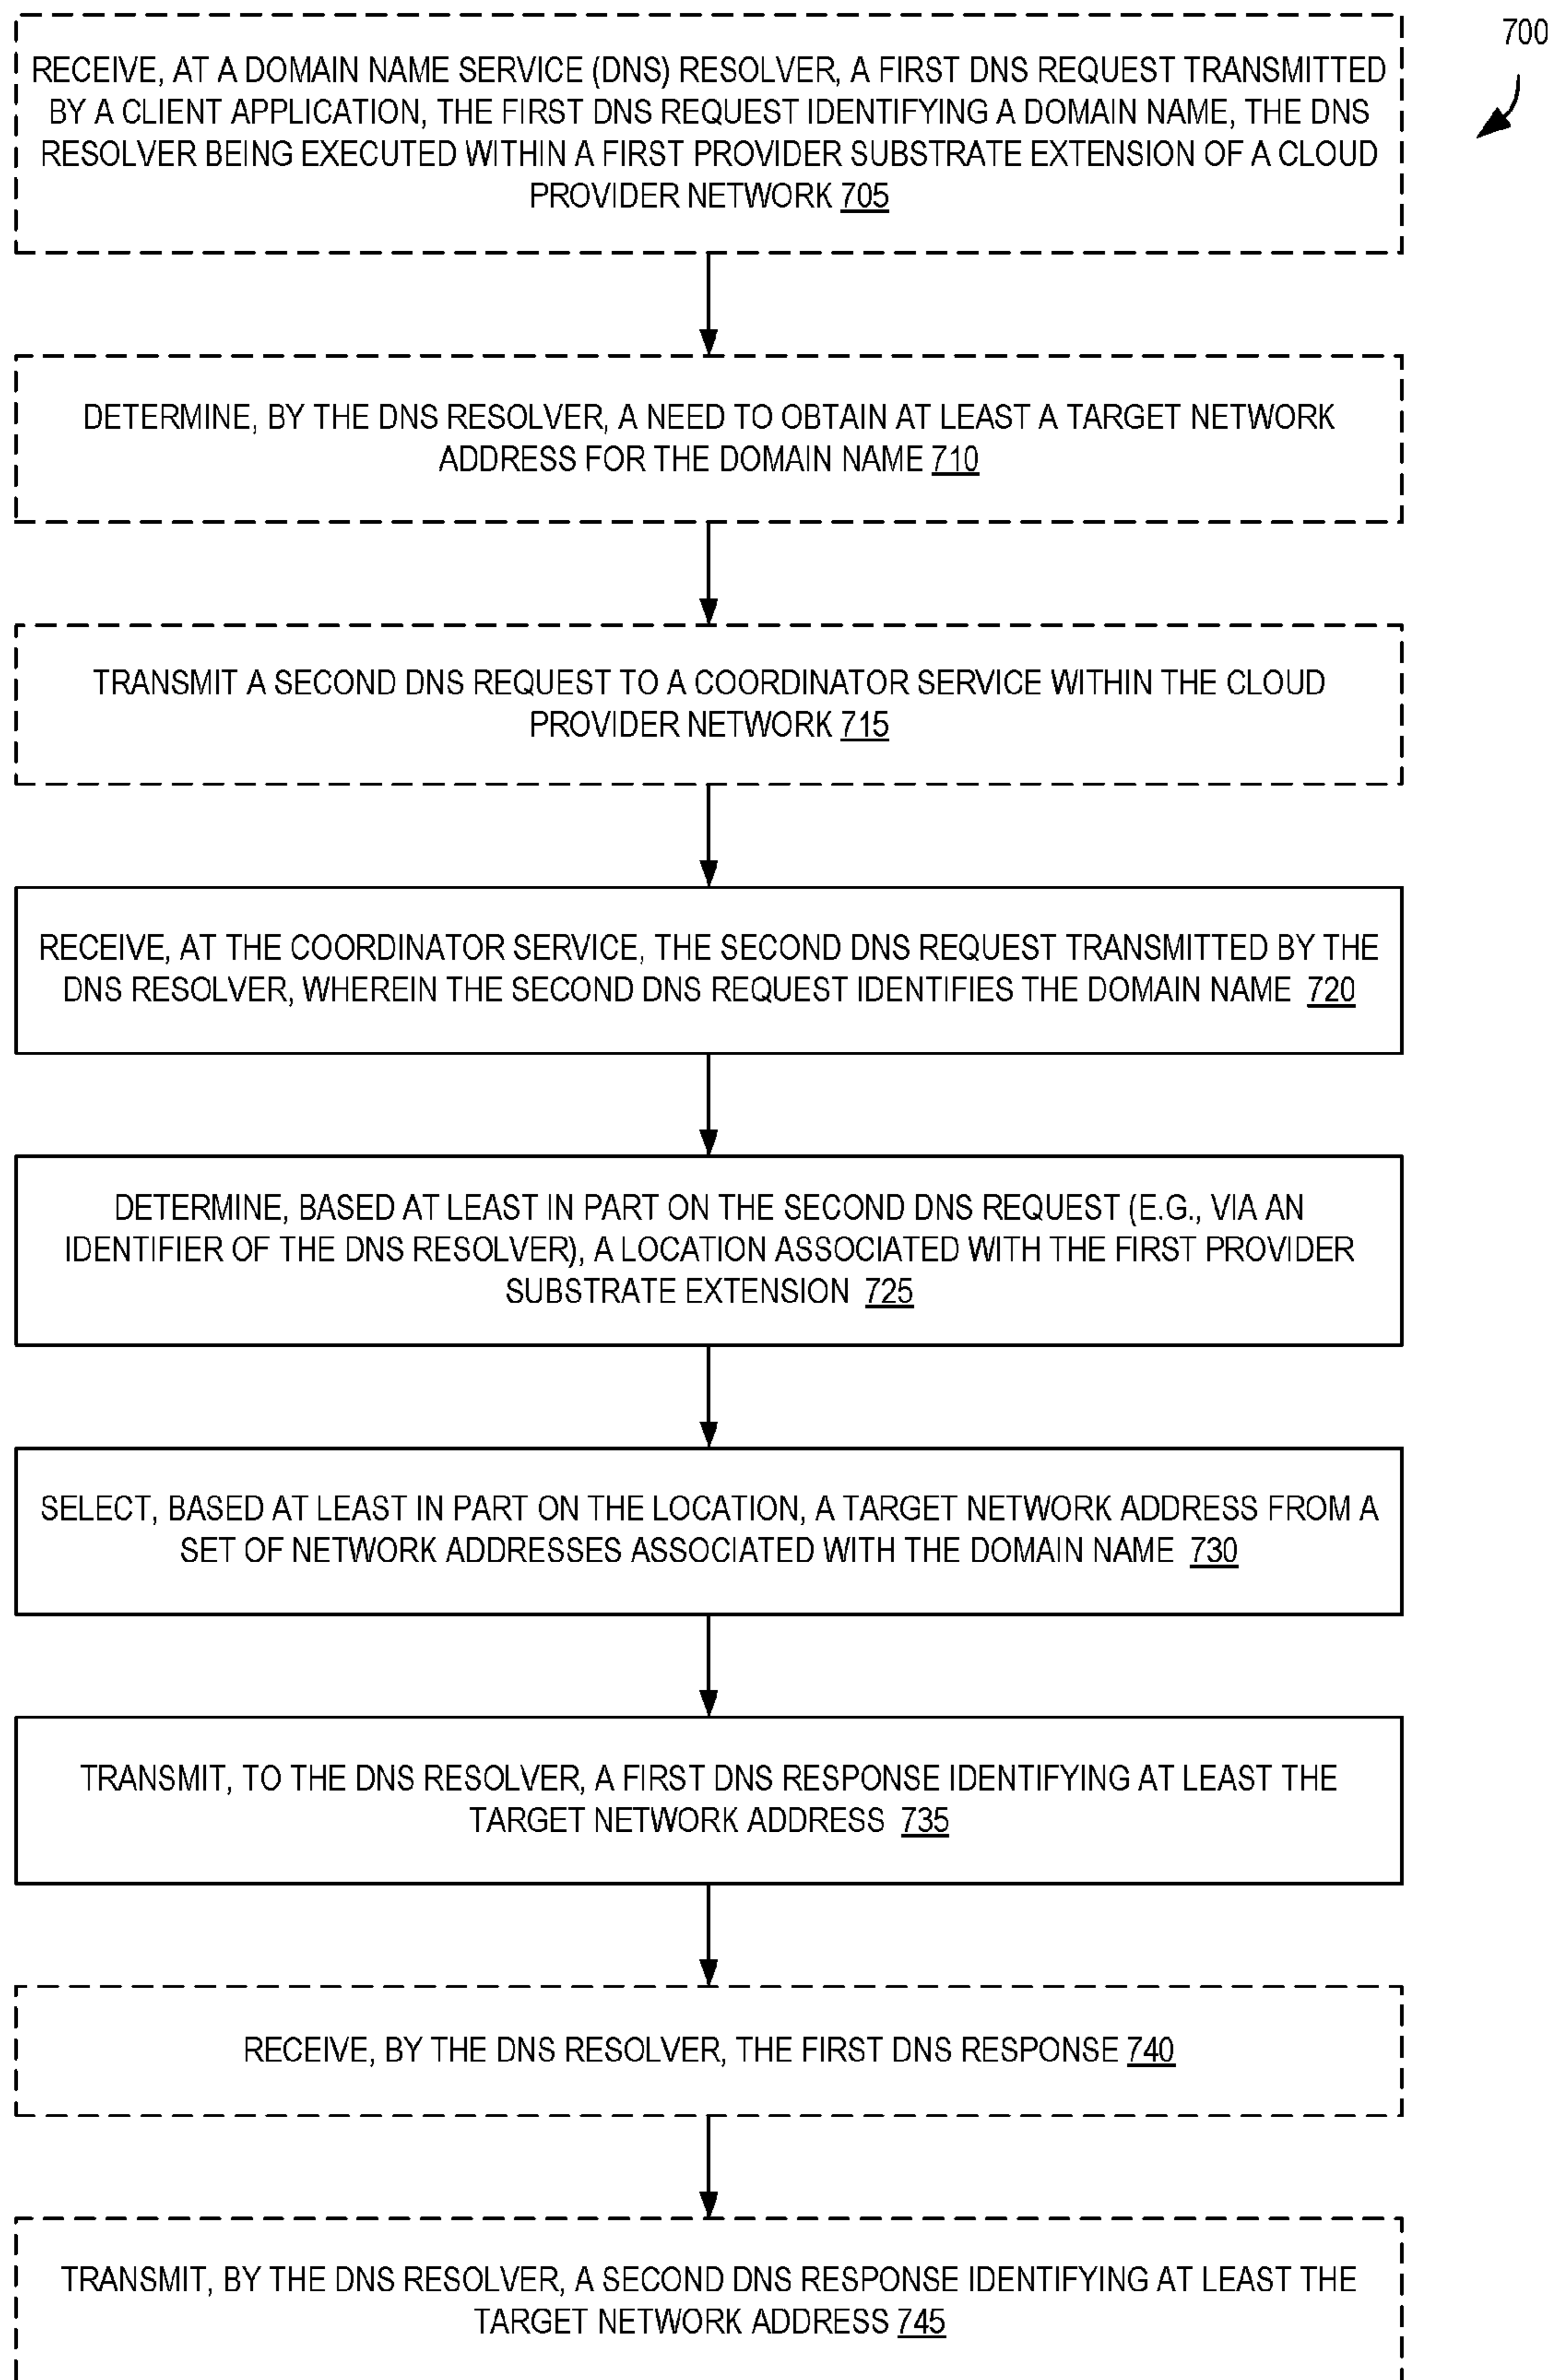 700
RECEIVE, AT A DOMAIN NAME SERVICE (DNS) RESOLVER, A FIRST DNS REQUEST TRANSMITTED
BY A CLIENT APPLICATION, THE FIRST DNS REQUEST IDENTIFYING A DOMAIN NAME, THE DNS
RESOLVER BEING EXECUTED WITHIN A FIRST PROVIDER SUBSTRATE EXTENSION OF A CLOUD
PROVIDER NETWORK 705
DETERMINE, BY THE DNS RESOLVER, A NEED TO OBTAIN AT LEAST A TARGET NETWORK
ADDRESS FOR THE DOMAIN NAME 710
TRANSMIT A SECOND DNS REQUEST TO A COORDINATOR SERVICE WITHIN THE CLOUD
PROVIDER NETWORK 715
RECEIVE, AT THE COORDINATOR SERVICE, THE SECOND DNS REQUEST TRANSMITTED BY THE
DNS RESOLVER, WHEREIN THE SECOND DNS REQUEST IDENTIFIES THE DOMAIN NAME 720
DETERMINE, BASED AT LEAST IN PART ON THE SECOND DNS REQUEST (E.G., VIA AN
IDENTIFIER OF THE DNS RESOLVER), A LOCATION ASSOCIATED WITH THE FIRST PROVIDER
SUBSTRATE EXTENSION 725
SELECT, BASED AT LEAST IN PART ON THE LOCATION, A TARGET NETWORK ADDRESS FROM A
SET OF NETWORK ADDRESSES ASSOCIATED WITH THE DOMAIN NAME 730
TRANSMIT, TO THE DNS RESOLVER, A FIRST DNS RESPONSE IDENTIFYING AT LEAST THE
TARGET NETWORK ADDRESS 735
RECEIVE, BY THE DNS RESOLVER, THE FIRST DNS RESPONSE 740
TRANSMIT, BY THE DNS RESOLVER, A SECOND DNS RESPONSE IDENTIFYING AT LEAST THE
TARGET NETWORK ADDRESS 745